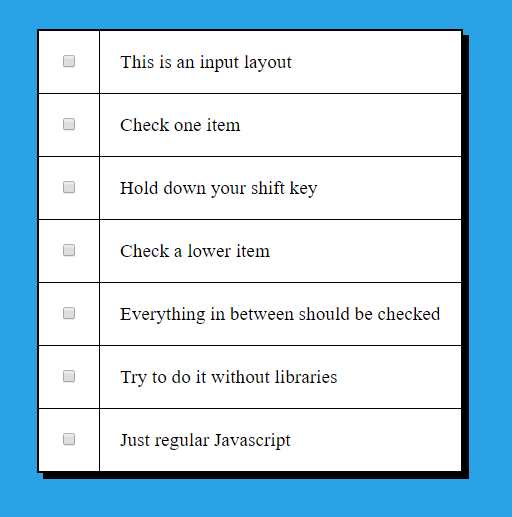 This is an input layout
Check one item
Hold down your shift key
Check a lower item
Everything in between should be checked
Try to do it without libraries
Just regular Javascript